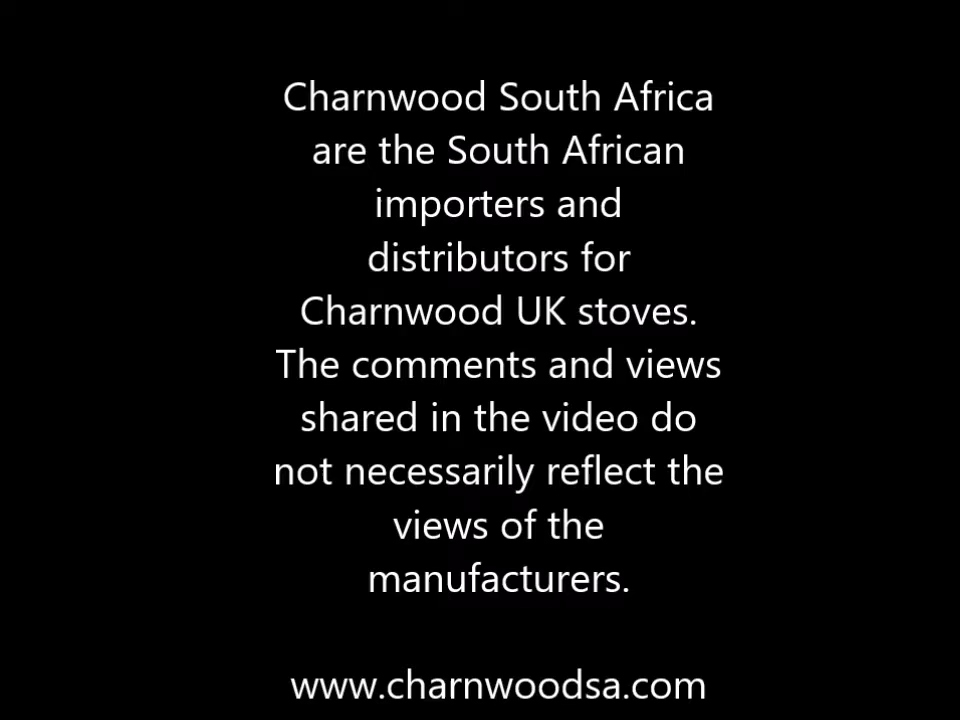 Charnwood South Africa
are the South African
importers and
distributors for
Charnwood UK stoves.
The comments and views
shared in the video do
not necessarily reflect the
views of the
manufacturers.
www.charnwoodsa.com